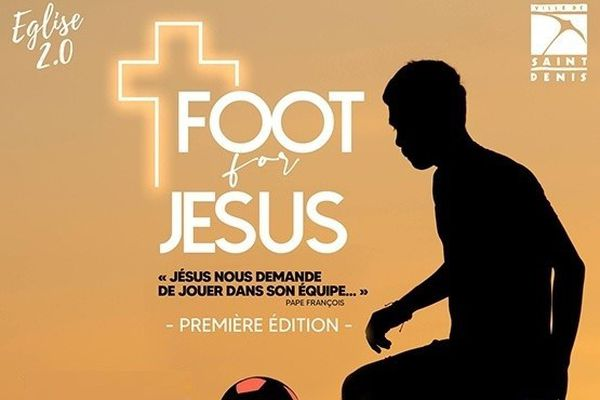 Eglise
2.0
VILLE DE
SAINT
DENIS
FOOT
for
JESUS
« JÉSUS NOUS DEMANDE
DE JOUER DANS SON ÉQUIPE... »
PAPE FRANÇOIS
- PREMIÈRE ÉDITION -